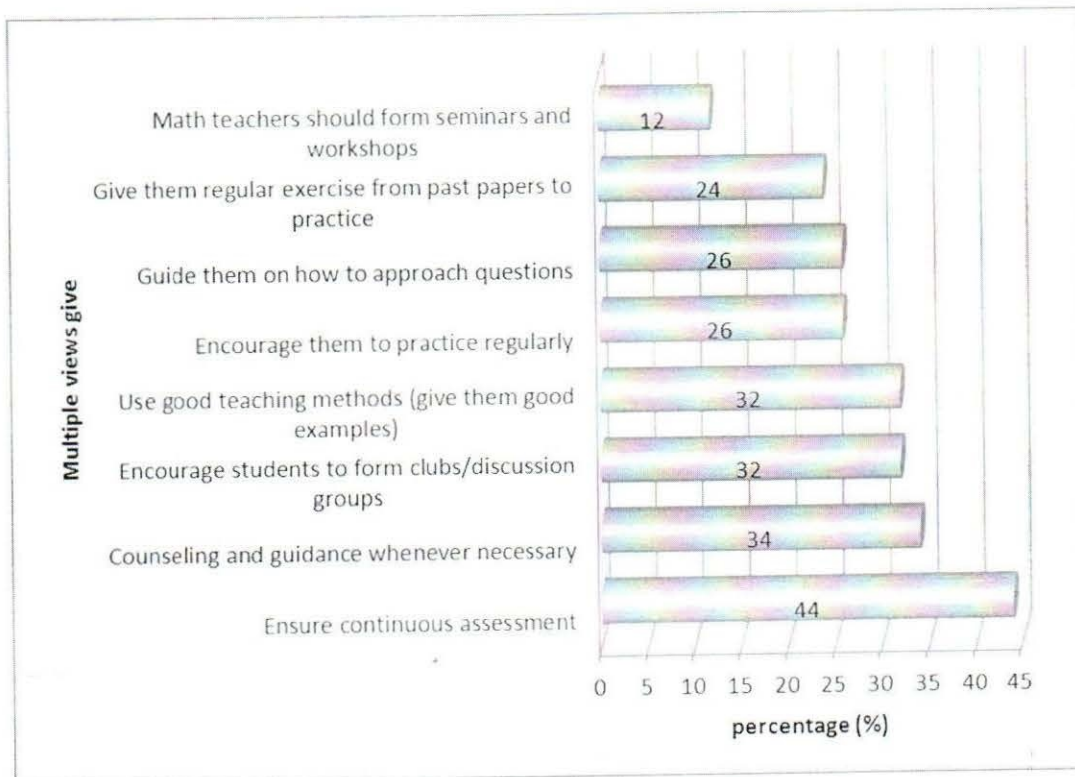 Multiple views give
Math teachers should form seminars and
workshops
12
Give them regular exercise from past papers to
practice
24
Guide them on how to approach questions
26
Encourage them to practice regularly
26
Use good teaching methods (give them good
examples)
32
Encourage students to form clubs/discussion
groups
32
Counseling and guidance whenever necessary
34
Ensure continuous assessment
44
0 5 10 15 20 25 30 35 40 45
percentage (%)